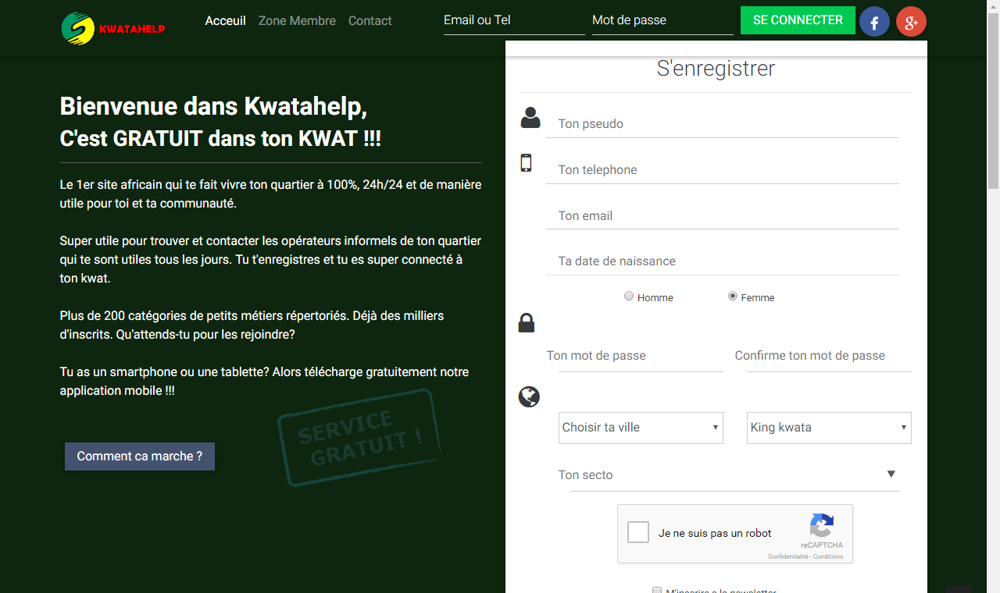 KWATAHELP
Acceuil Zone Membre Contact
Email ou Tel
Mot de passe
SE CONNECTER
Bienvenue dans Kwatahelp,
C'est GRATUIT dans ton KWAT !!!
Le 1er site africain qui te fait vivre ton quartier à 100%, 24h/24 et de manière
utile pour toi et ta communauté.
Super utile pour trouver et contacter les opérateurs informels de ton quartier
qui te sont utiles tous les jours. Tu t'enregistres et tu es super connecté à
ton kwat.
Plus de 200 catégories de petits métiers répertoriés. Déjà des milliers
d'inscrits. Qu'attends-tu pour les rejoindre?
Tu as un smartphone ou une tablette? Alors télécharge gratuitement notre
application mobile !!!
SERVICE
GRATUIT !
Comment ca marche ?
S'enregistrer
Ton pseudo
Ton telephone
Ton email
Ta date de naissance
Homme Femme
Ton mot de passe Confirme ton mot de passe
Choisir ta ville King kwata
Ton secto
Je ne suis pas un robot
reCAPTCHA
Confidentialité - Conditions
M'inscrire a la newsletter